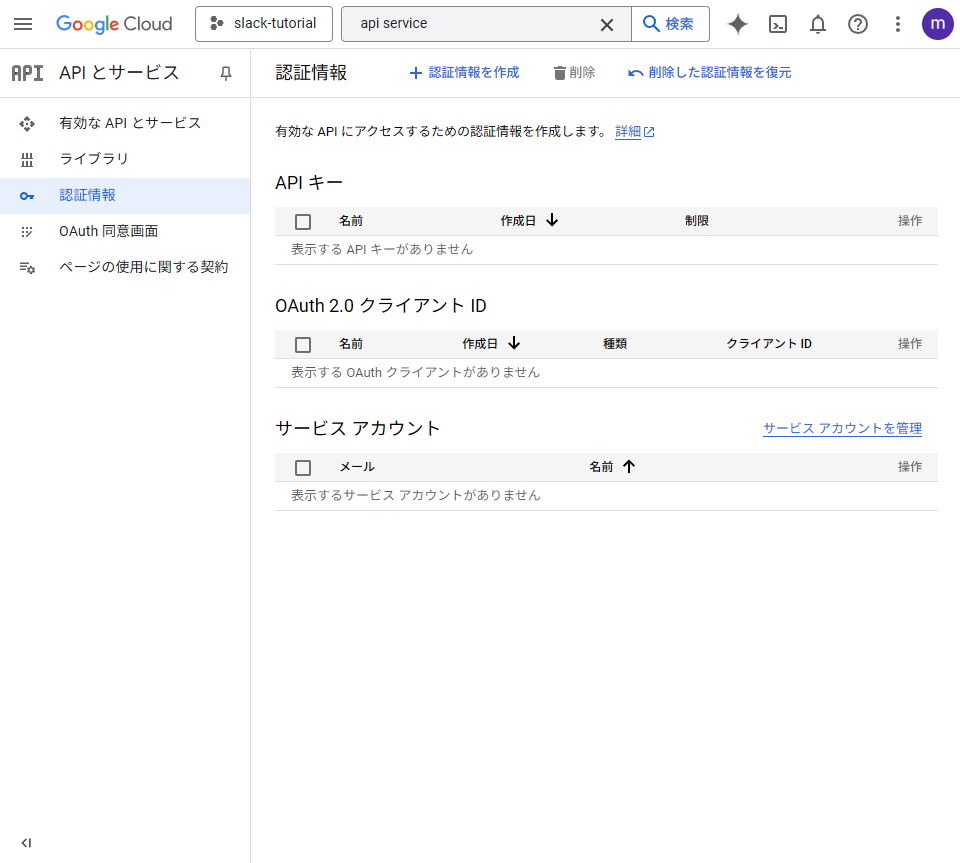 Google Cloud slack-tutorial api service 検索 m
API API とサービス
認証情報 認証情報を作成 削除 削除した認証情報を復元
有効な API とサービス
ライブラリ
認証情報
OAuth 同意画面
ページの使用に関する契約
有効な API にアクセスするための認証情報を作成します。 詳細
API キー
名前 作成日 制限 操作
表示する API キーがありません
OAuth 2.0 クライアント ID
名前 作成日 種類 クライアント ID 操作
表示する OAuth クライアントがありません
サービス アカウント サービス アカウントを管理
メール 名前 操作
表示するサービス アカウントがありません